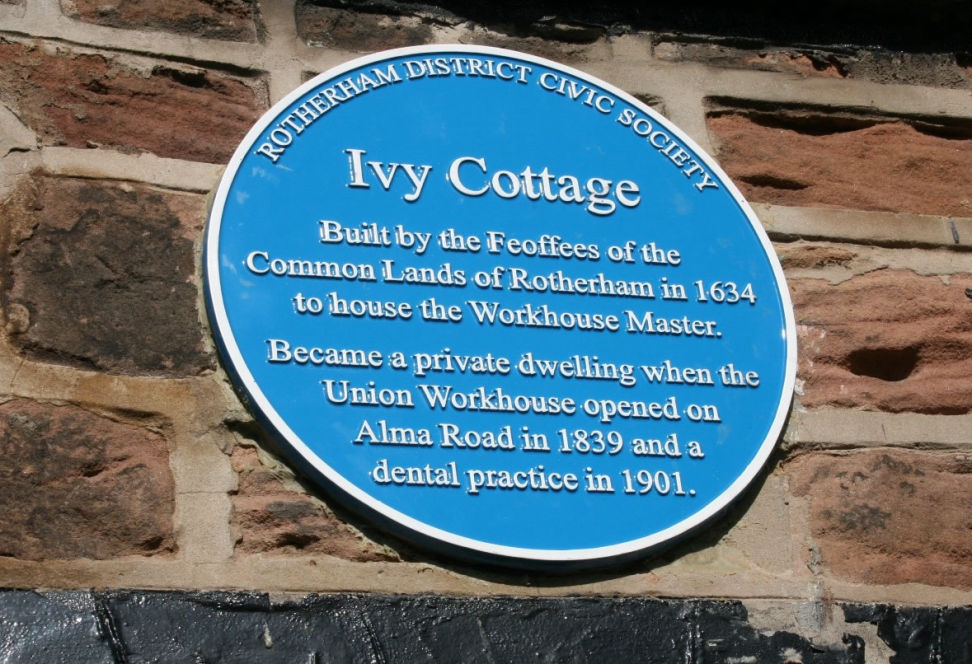 ROTHERHAM DISTRICT CIVIC SOCIETY
Ivy Cottage
Built by the Feoffees of the
Common Lands of Rotherham in 1634
to house the Workhouse Master.
Became a private dwelling when the
Union Workhouse opened on
Alma Road in 1839 and a
dental practice in 1901.